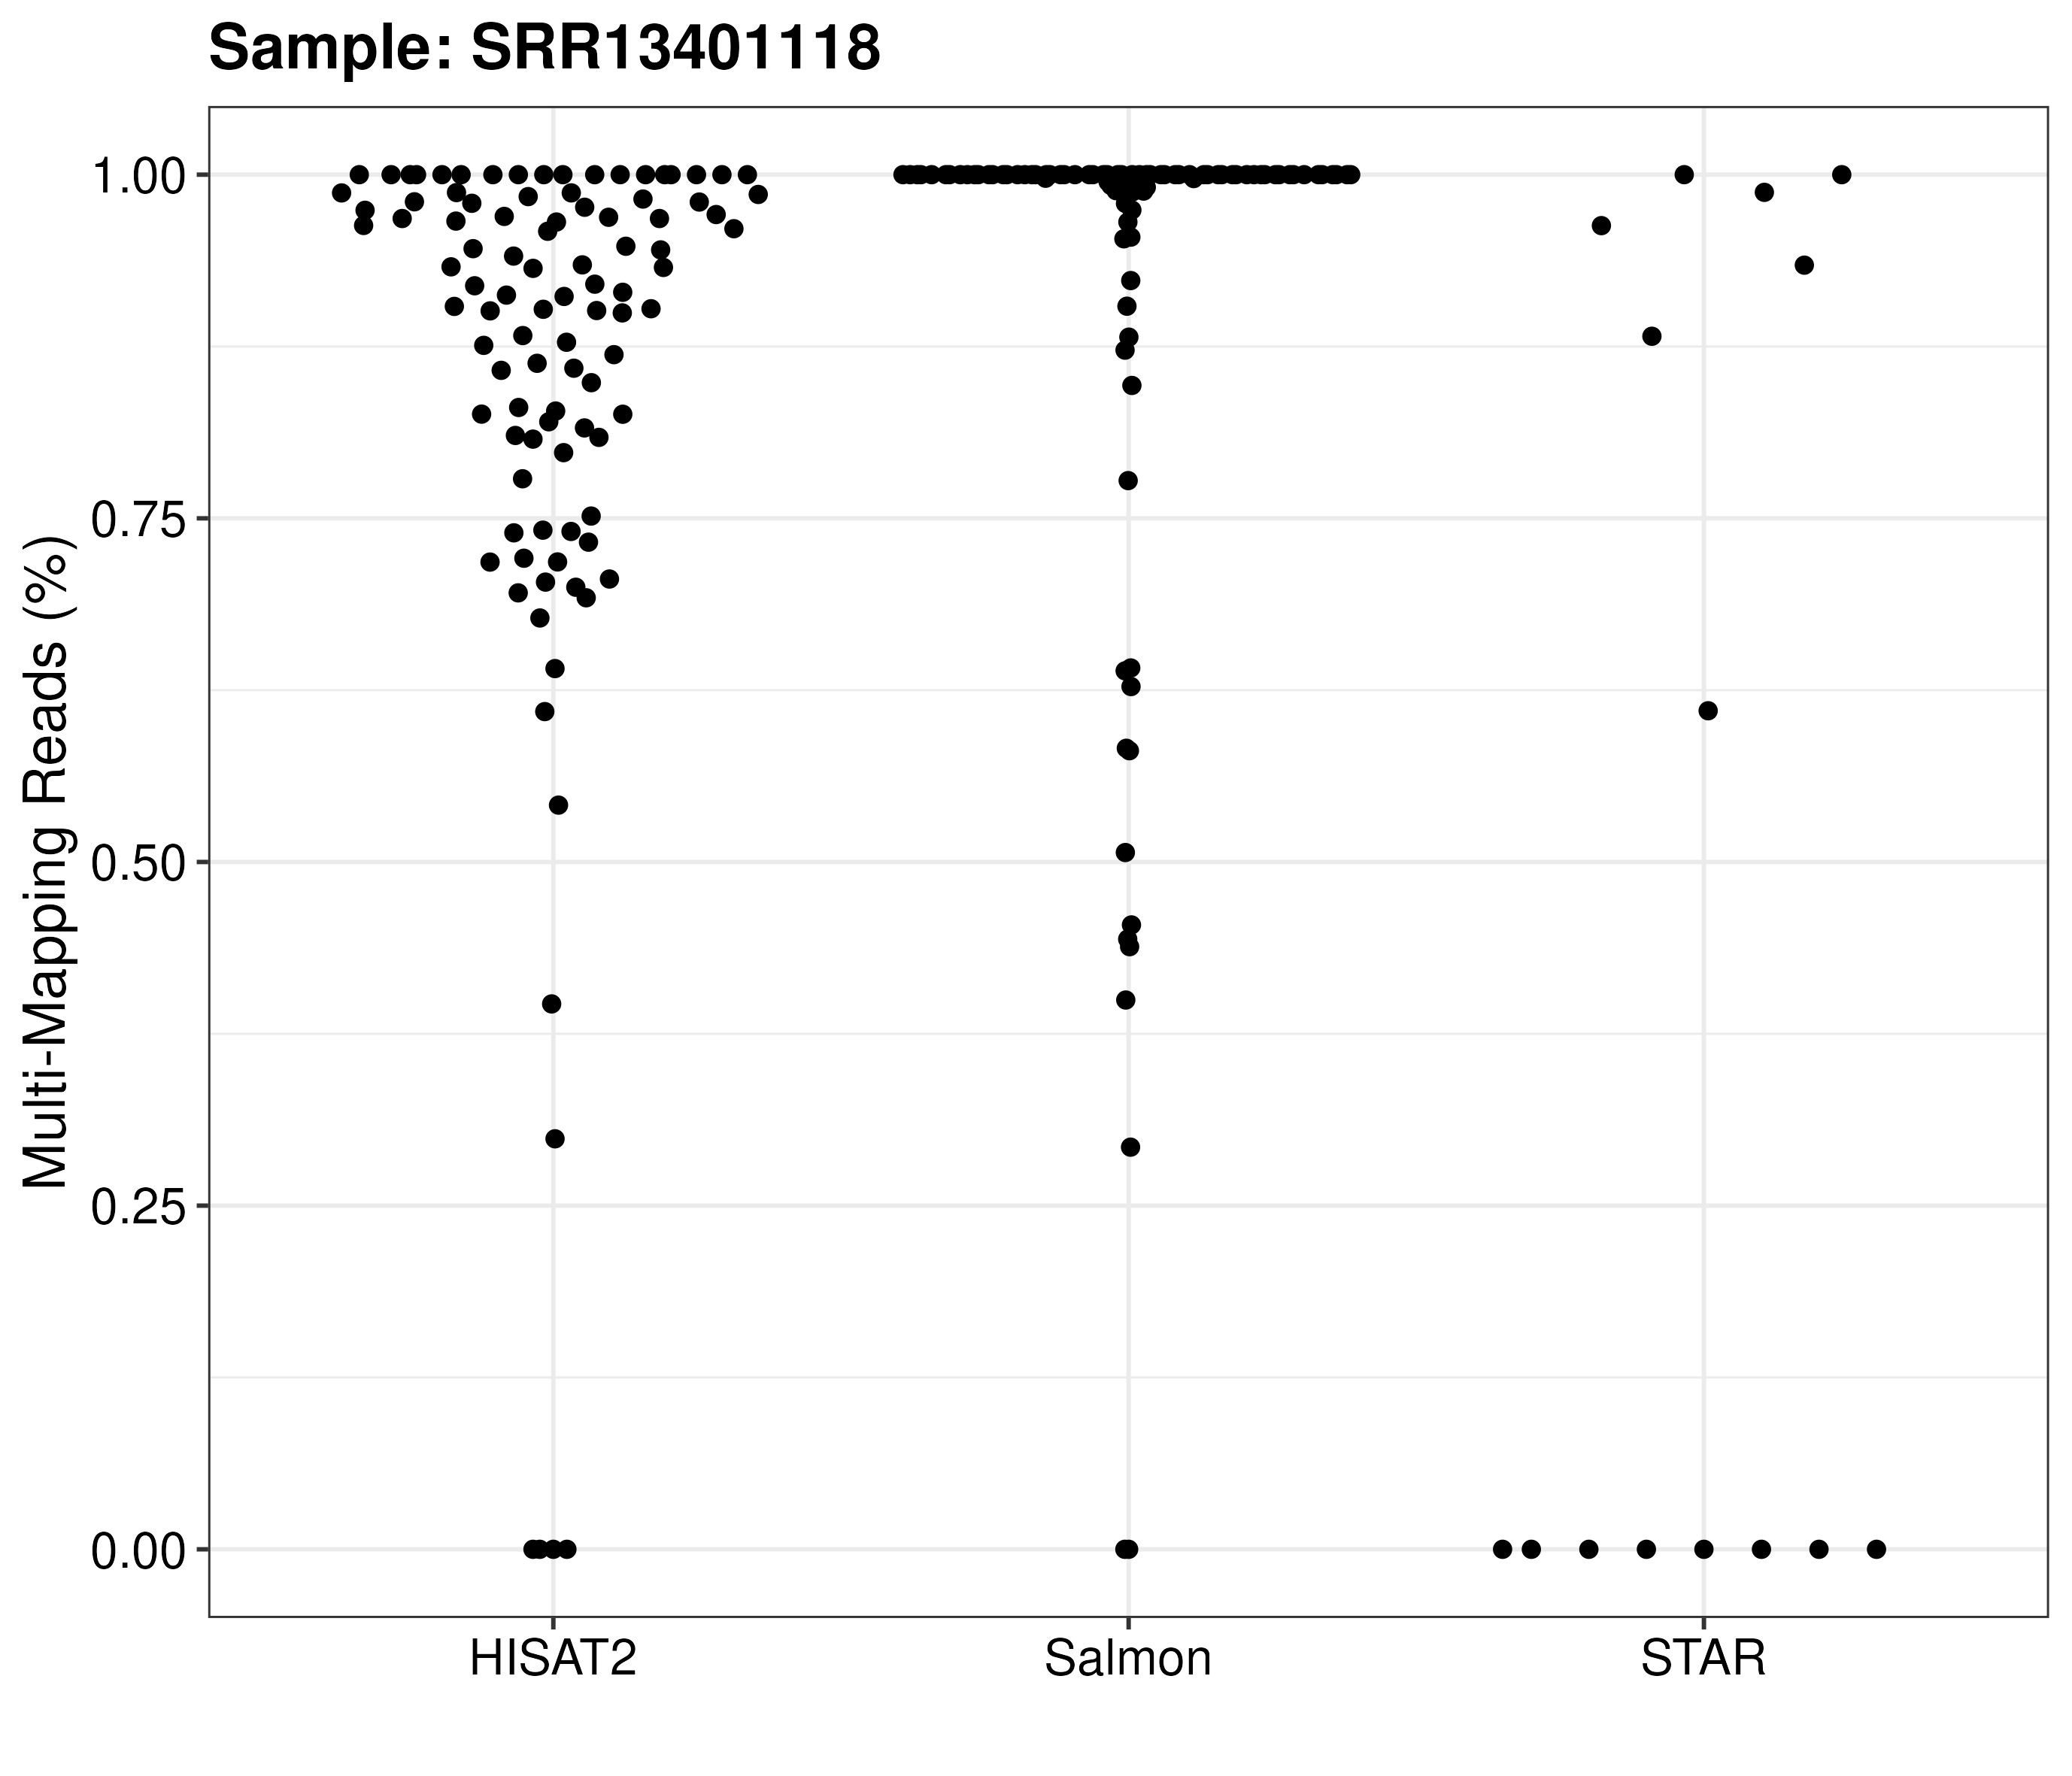 Sample: SRR13401118
Multi-Mapping Reads (%)
1.00
0.75
0.50
0.25
0.00
HISAT2
Salmon
STAR